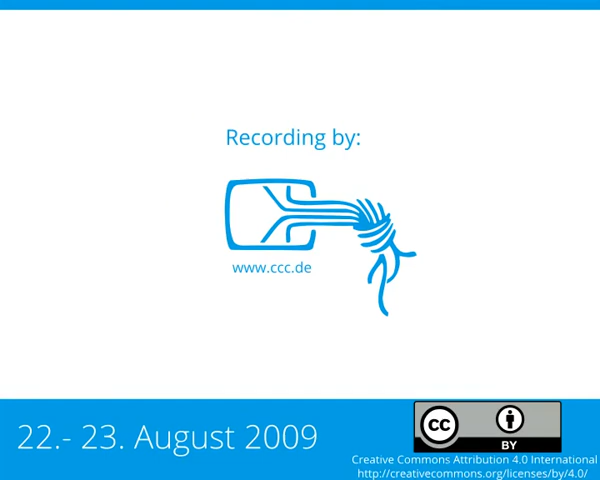 Recording by:
www.ccc.de
22.- 23. August 2009
cc
BY
Creative Commons Attribution 4.0 International
http://creativecommons.org/licenses/by/4.0/